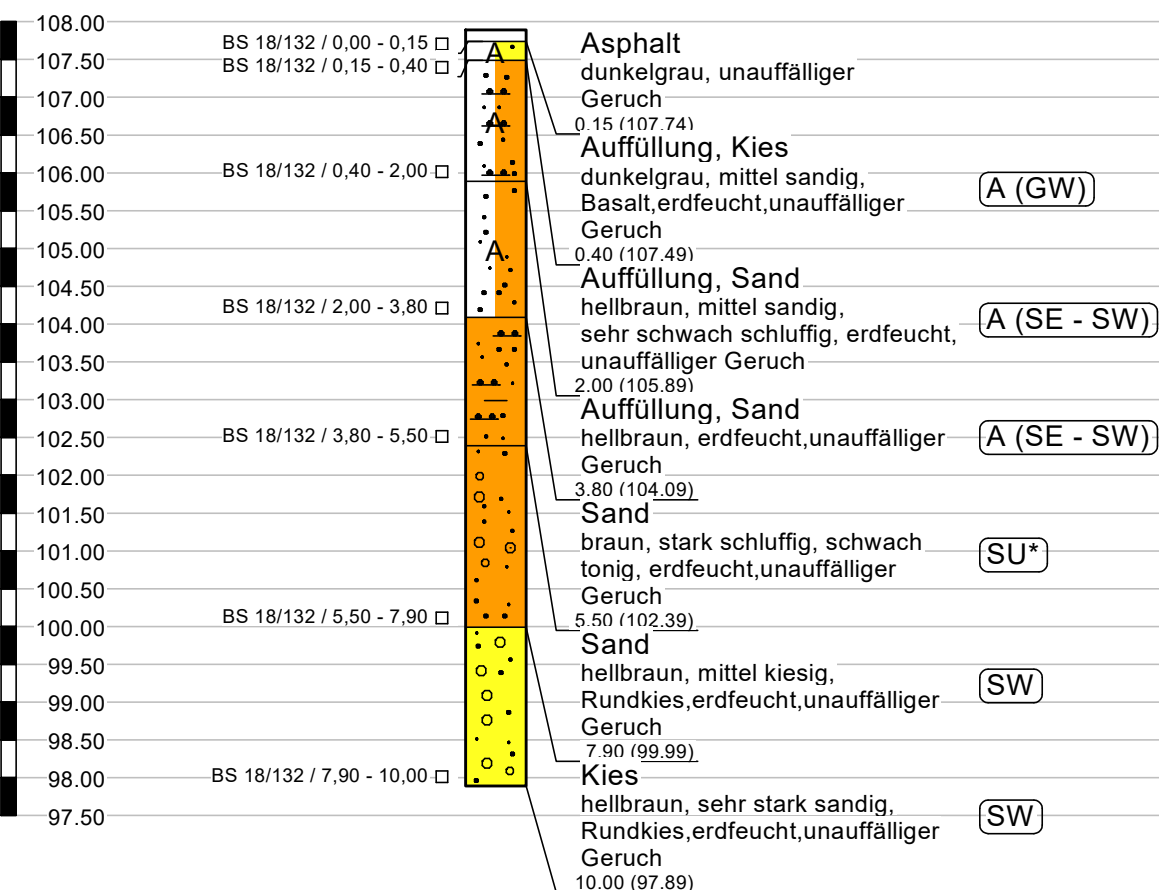 108.00
107.50
107.00
106.50
106.00
105.50
105.00
104.50
104.00
103.50
103.00
102.50
102.00
101.50
101.00
100.50
100.00
99.50
99.00
98.50
98.00
97.50
BS 18/132 / 0,00 - 0,15
BS 18/132 / 0,15 - 0,40
BS 18/132 / 0,40 - 2,00
BS 18/132 / 2,00 - 3,80
BS 18/132 / 3,80 - 5,50
BS 18/132 / 5,50 - 7,90
BS 18/132 / 7,90 - 10,00
A
A
A
Asphalt
dunkelgrau, unauffälliger
Geruch
0.15 (107.74)
Auffüllung, Kies
dunkelgrau, mittel sandig,
Basalt,erdfeucht,unauffälliger
Geruch
0.40 (107.49)
A (GW)
Auffüllung, Sand
hellbraun, mittel sandig,
sehr schwach schluffig, erdfeucht,
unauffälliger Geruch
2.00 (105.89)
A (SE - SW)
Auffüllung, Sand
hellbraun, erdfeucht,unauffälliger
Geruch
3.80 (104.09)
A (SE - SW)
Sand
braun, stark schluffig, schwach
tonig, erdfeucht,unauffälliger
Geruch
5.50 (102.39)
SU*
Sand
hellbraun, mittel kiesig,
Rundkies,erdfeucht,unauffälliger
Geruch
7.90 (99.99)
SW
Kies
hellbraun, sehr stark sandig,
Rundkies,erdfeucht,unauffälliger
Geruch
10.00 (97.89)
SW